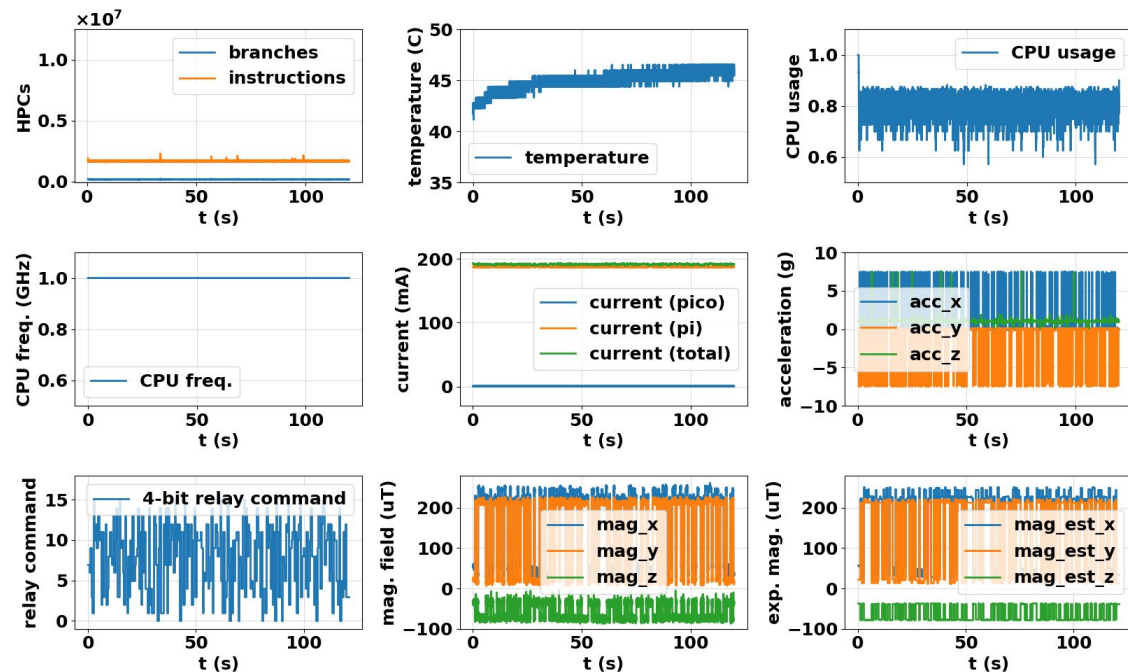 ×10⁷
1.0
0.5
0.0
HPCs
branches
instructions
0 50 100
t (s)
50
45
40
35
temperature (C)
temperature
0 50 100
t (s)
1.0
0.8
0.6
CPU usage
CPU usage
0 50 100
t (s)
1.0
0.8
0.6
CPU freq. (GHz)
CPU freq.
0 50 100
t (s)
200
100
0
current (mA)
current (pico)
current (pi)
current (total)
0 50 100
t (s)
10
5
0
−5
−10
acceleration (g)
acc_x
acc_y
acc_z
0 50 100
t (s)
15
10
5
0
relay command
4-bit relay command
0 50 100
t (s)
200
100
0
−100
mag. field (uT)
mag_x
mag_y
mag_z
0 50 100
t (s)
200
100
0
−100
exp. mag. (uT)
mag_est_x
mag_est_y
mag_est_z
0 50 100
t (s)